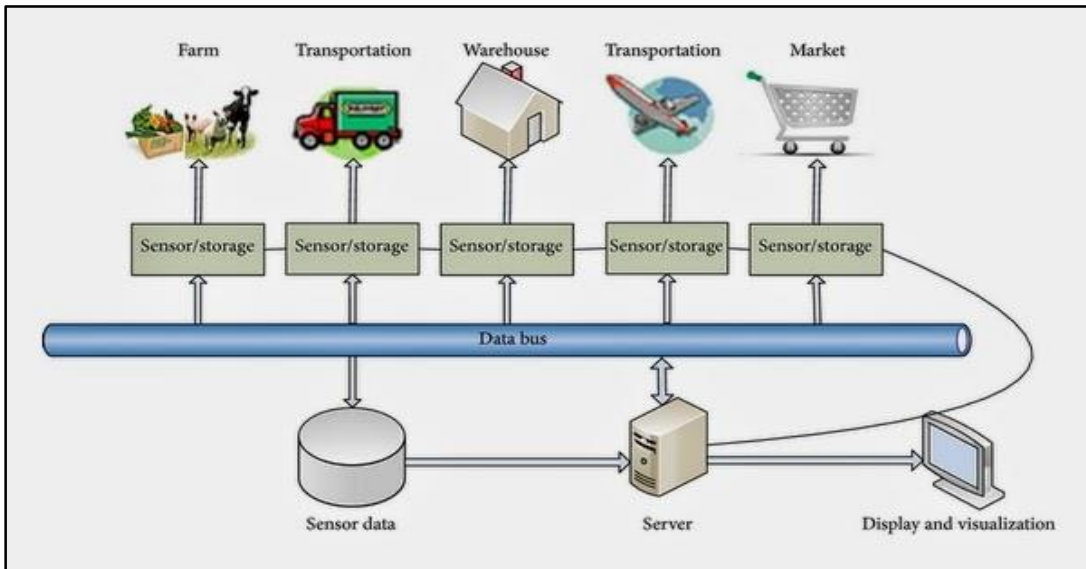 Farm
Transportation
Warehouse
Transportation
Market
Sensor/storage
Sensor/storage
Sensor/storage
Sensor/storage
Sensor/storage
Data bus
Sensor data
Server
Display and visualization